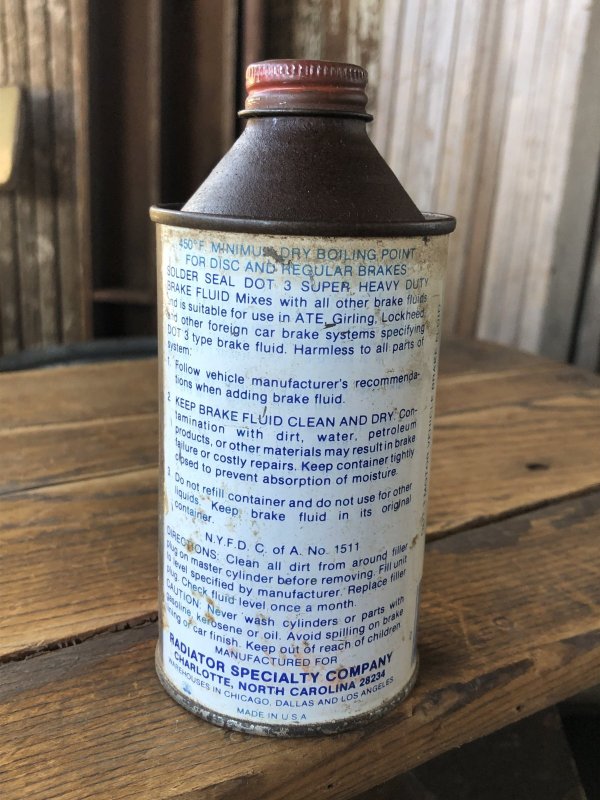 450°F. MINIMUM DRY BOILING POINT
FOR DISC AND REGULAR BRAKES
SOLDER SEAL DOT 3 SUPER HEAVY DUTY
BRAKE FLUID Mixes with all other brake fluids
and is suitable for use in ATE, Girling, Lockheed
and other foreign car brake systems specifying
DOT 3 type brake fluid. Harmless to all parts of
system:
1. Follow vehicle manufacturer's recommenda-
tions when adding brake fluid.
2. KEEP BRAKE FLUID CLEAN AND DRY. Con-
tamination with dirt, water, petroleum
products, or other materials may result in brake
failure or costly repairs. Keep container tightly
closed to prevent absorption of moisture.
3. Do not refill container and do not use for other
liquids. Keep brake fluid in its original
container.
N.Y.F.D. C. of A. No. 1511
DIRECTIONS: Clean all dirt from around filler
plug on master cylinder before removing. Fill unit
to level specified by manufacturer. Replace filler
plug. Check fluid level once a month.
CAUTION: Never wash cylinders or parts with
gasoline, kerosene or oil. Avoid spilling on brake
lining or car finish. Keep out of reach of children.
MANUFACTURED FOR
RADIATOR SPECIALTY COMPANY
CHARLOTTE, NORTH CAROLINA 28234
WAREHOUSES IN CHICAGO, DALLAS AND LOS ANGELES
MADE IN U.S.A